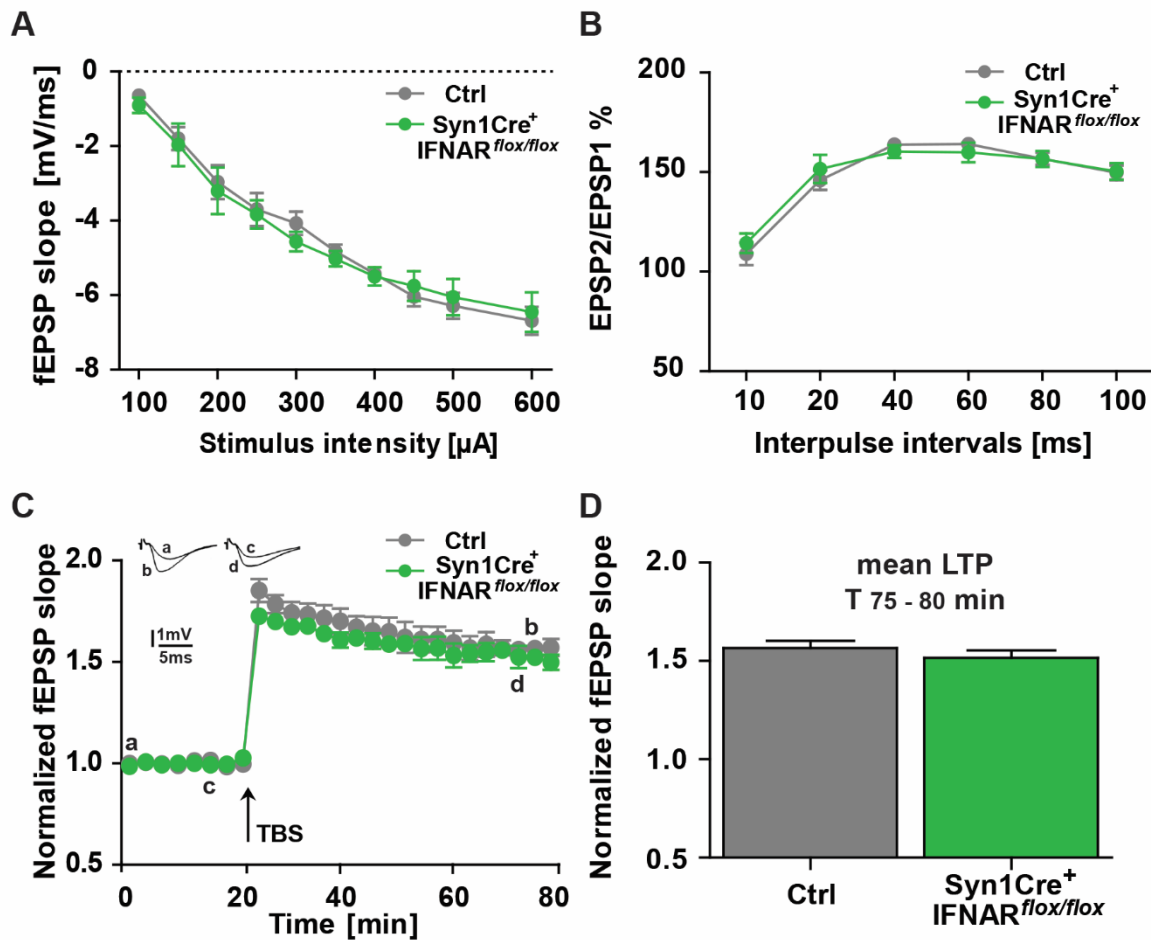 A
fEPSP slope [mV/ms]
0
-2
-4
-6
-8
100
200
300
400
500
600
Stimulus intensity [µA]
Ctrl
Syn1Cre+
IFNARflox/flox
B
EPSP2/EPSP1 %
200
150
100
50
10
20
40
60
80
100
Interpulse intervals [ms]
Ctrl
Syn1Cre+
IFNARflox/flox
C
Normalized fEPSP slope
2.0
1.5
1.0
0.5
0
20
40
60
80
Time [min]
a
b
c
d
1mV
5ms
Ctrl
Syn1Cre+
IFNARflox/flox
a
c
b
d
TBS
D
Normalized fEPSP slope
2.0
1.5
1.0
0.5
mean LTP
T 75 - 80 min
Ctrl
Syn1Cre+
IFNARflox/flox